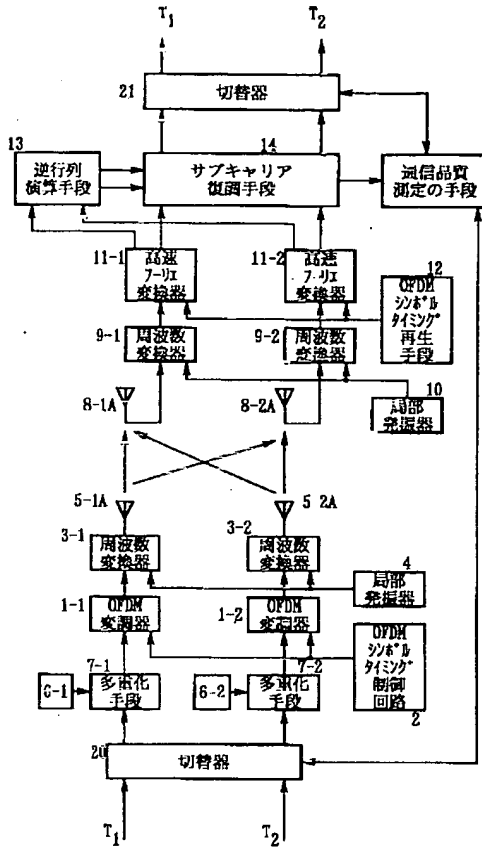 T1
T2
21
切替器
13
逆行列
演算手段
14
サブキャリア
復調手段
通信品質
測定の手段
11-1
高速
フーリエ
変換器
11-2
高速
フーリエ
変換器
12
OFDM
シンボル
タイミング
再生
手段
9-1
周波数
変換器
9-2
周波数
変換器
8-1A
8-2A
10
局部
発振器
5-1A
5-2A
3-1
周波数
変換器
3-2
周波数
変換器
4
局部
発振器
1-1
OFDM
変調器
1-2
OFDM
変調器
OFDM
シンボル
タイミング
制御
回路
2
7-1
多重化
手段
7-2
多重化
手段
6-1
6-2
20
切替器
T1
T2